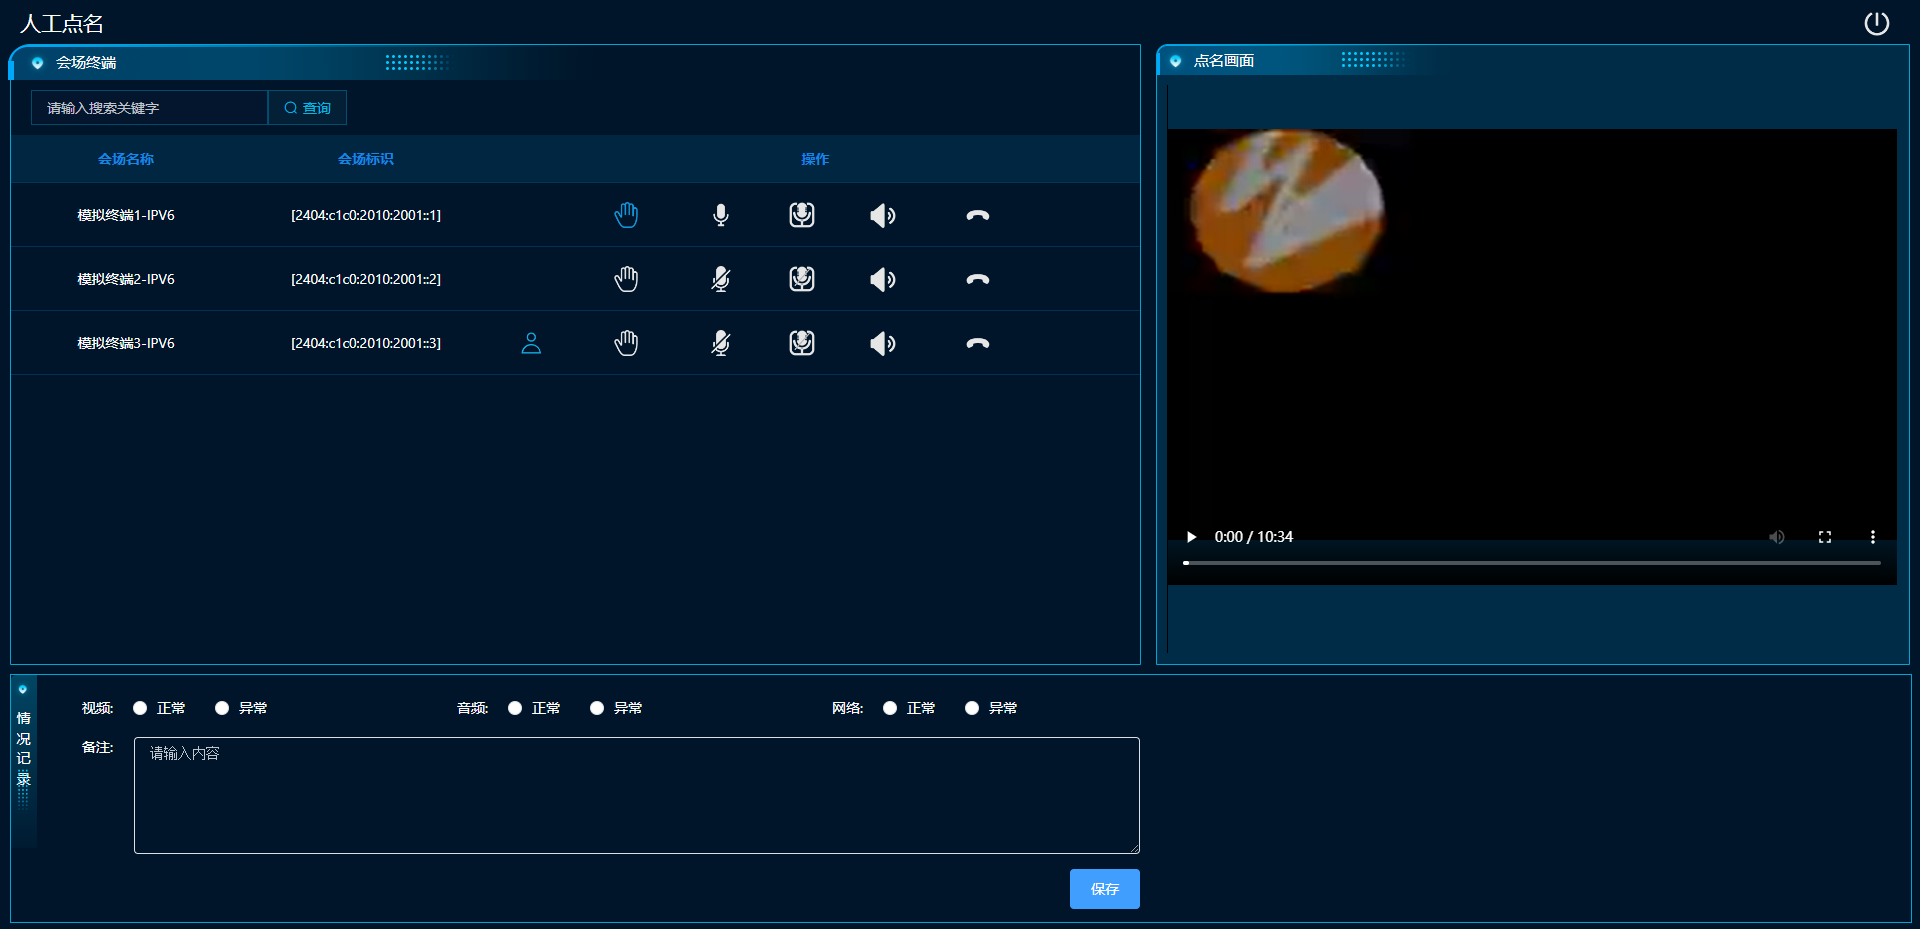 人工点名
会场终端
请输入搜索关键字 查询
会场名称 会场标识 操作
模拟终端1-IPV6 [2404:c1c0:2010:2001::1]
模拟终端2-IPV6 [2404:c1c0:2010:2001::2]
模拟终端3-IPV6 [2404:c1c0:2010:2001::3]
点名画面
0:00 / 10:34
情况记录
视频: 正常 异常 音频: 正常 异常 网络: 正常 异常
备注: 请输入内容
保存